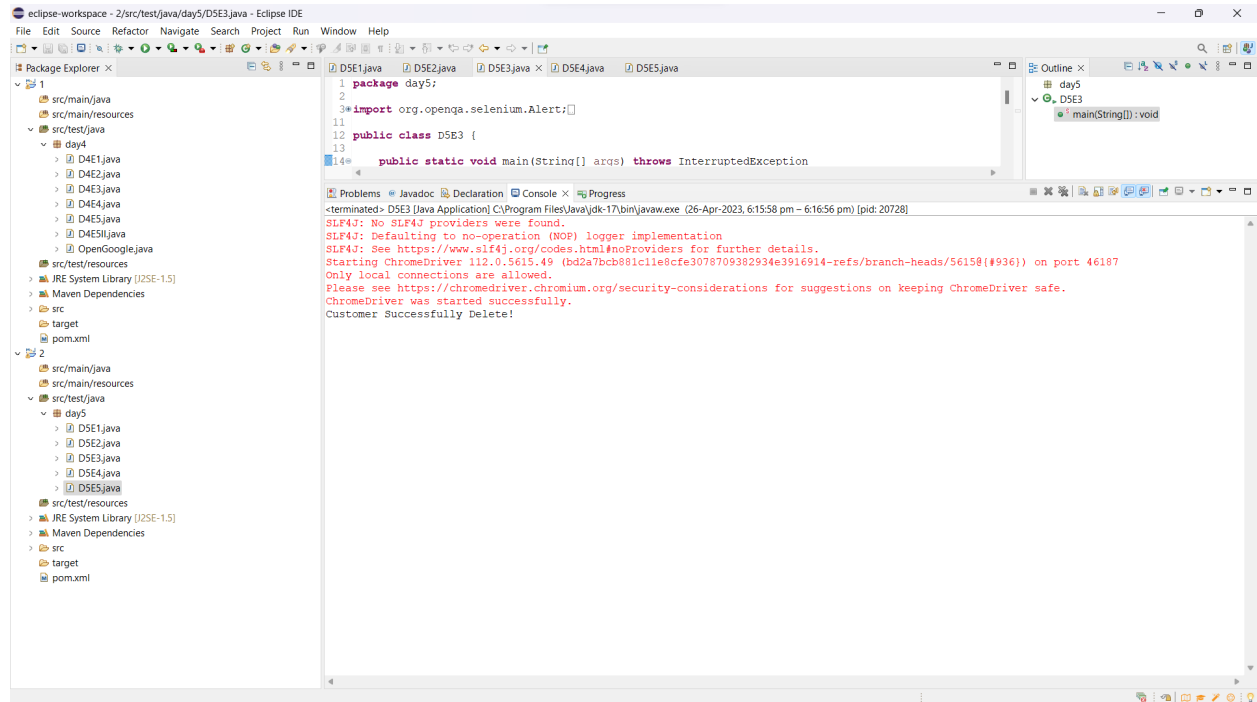 eclipse-workspace - 2/src/test/java/day5/D5E3.java - Eclipse IDE
File Edit Source Refactor Navigate Search Project Run Window Help
Package Explorer
1
src/main/java
src/main/resources
src/test/java
day4
D4E1.java
D4E2.java
D4E3.java
D4E4.java
D4E5.java
D4E5II.java
OpenGoogle.java
src/test/resources
JRE System Library [J2SE-1.5]
Maven Dependencies
src
target
pom.xml
2
src/main/java
src/main/resources
src/test/java
day5
D5E1.java
D5E2.java
D5E3.java
D5E4.java
D5E5.java
src/test/resources
JRE System Library [J2SE-1.5]
Maven Dependencies
src
target
pom.xml
D5E1.java D5E2.java D5E3.java D5E4.java D5E5.java
1 package day5;
2
3 import org.openqa.selenium.Alert;
11
12 public class D5E3 {
13
14 public static void main(String[] args) throws InterruptedException
Problems Javadoc Declaration Console Progress
<terminated> D5E3 [Java Application] C:\Program Files\Java\jdk-17\bin\javaw.exe (26-Apr-2023, 6:15:58 pm – 6:16:56 pm) [pid: 20728]
SLF4J: No SLF4J providers were found.
SLF4J: Defaulting to no-operation (NOP) logger implementation
SLF4J: See https://www.slf4j.org/codes.html#noProviders for further details.
Starting ChromeDriver 112.0.5615.49 (bd2a7bcb881c11e8cfe3078709382934e3916914-refs/branch-heads/5615@{#936}) on port 46187
Only local connections are allowed.
Please see https://chromedriver.chromium.org/security-considerations for suggestions on keeping ChromeDriver safe.
ChromeDriver was started successfully.
Customer Successfully Delete!
Outline
day5
D5E3
main(String[]) : void